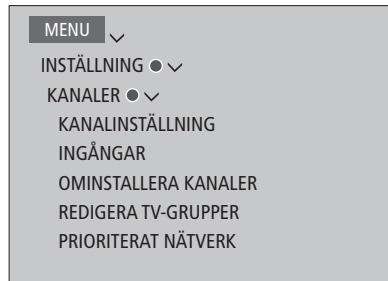 MENU
INSTÄLLNING
KANALER
KANALINSTÄLLNING
INGÅNGAR
OMINSTALLERA KANALER
REDIGERA TV-GRUPPER
PRIORITERAT NÄTVERK